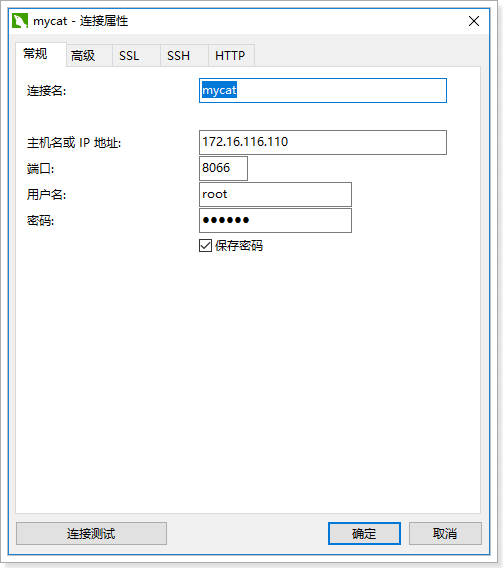 mycat - 连接属性
常规 高级 SSL SSH HTTP
连接名: mycat
主机名或 IP 地址: 172.16.116.110
端口: 8066
用户名: root
密码: ●●●●●●
保存密码
连接测试 确定 取消